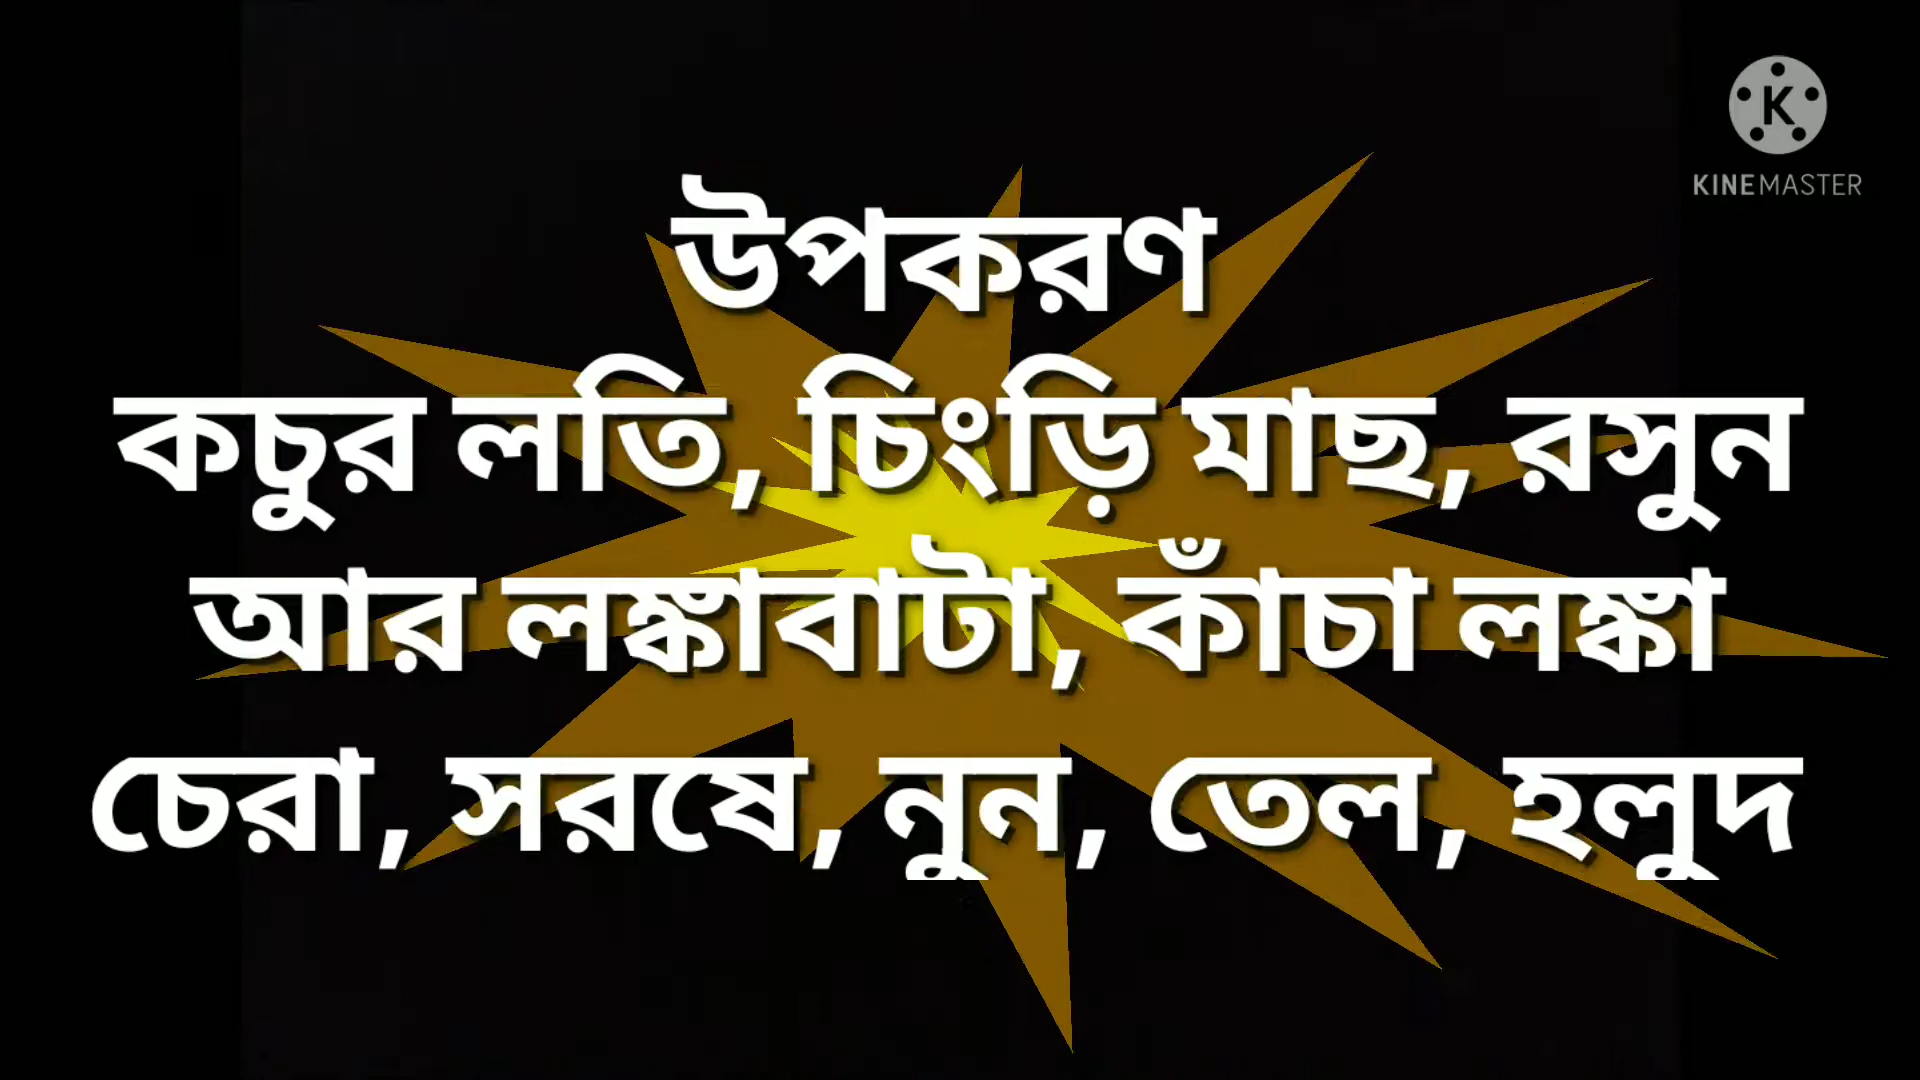 KINEMASTER
উপকরণ
কচুর লতি, চিংড়ি মাছ, রসুন
আর লঙ্কাবাটা, কাঁচা লঙ্কা
চেরা, সরষে, নুন, তেল, হলুদ